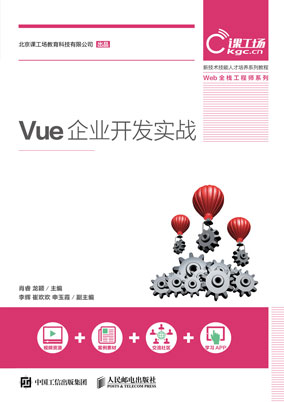 北京课工场教育科技有限公司 出品
课工场
kgc.cn
新技术技能人才培养系列教程
Web全栈工程师系列
Vue企业开发实战
肖睿 龙颖 / 主编
李辉 崔欢欢 申玉霞 / 副主编
视频资源 + 案例素材 + 交流社区 + 学习APP
中国工信出版集团 人民邮电出版社
POSTS & TELECOM PRESS